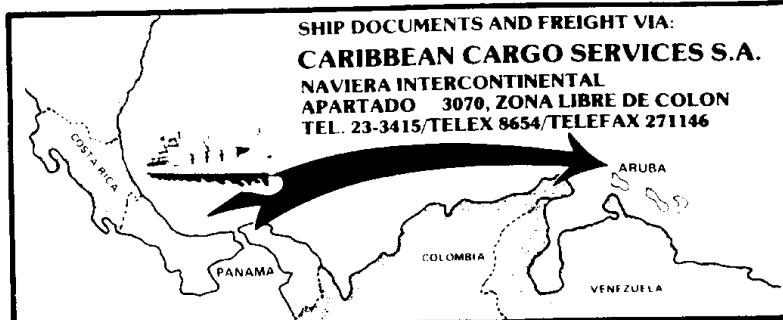 SHIP DOCUMENTS AND FREIGHT VIA:
CARIBBEAN CARGO SERVICES S.A.
NAVIERA INTERCONTINENTAL
APARTADO 3070, ZONA LIBRE DE COLON
TEL. 23-3415/TELEX 8654/TELEFAX 271146
COSTA RICA
ARUBA
PANAMA
COLOMBIA
VENEZUELA